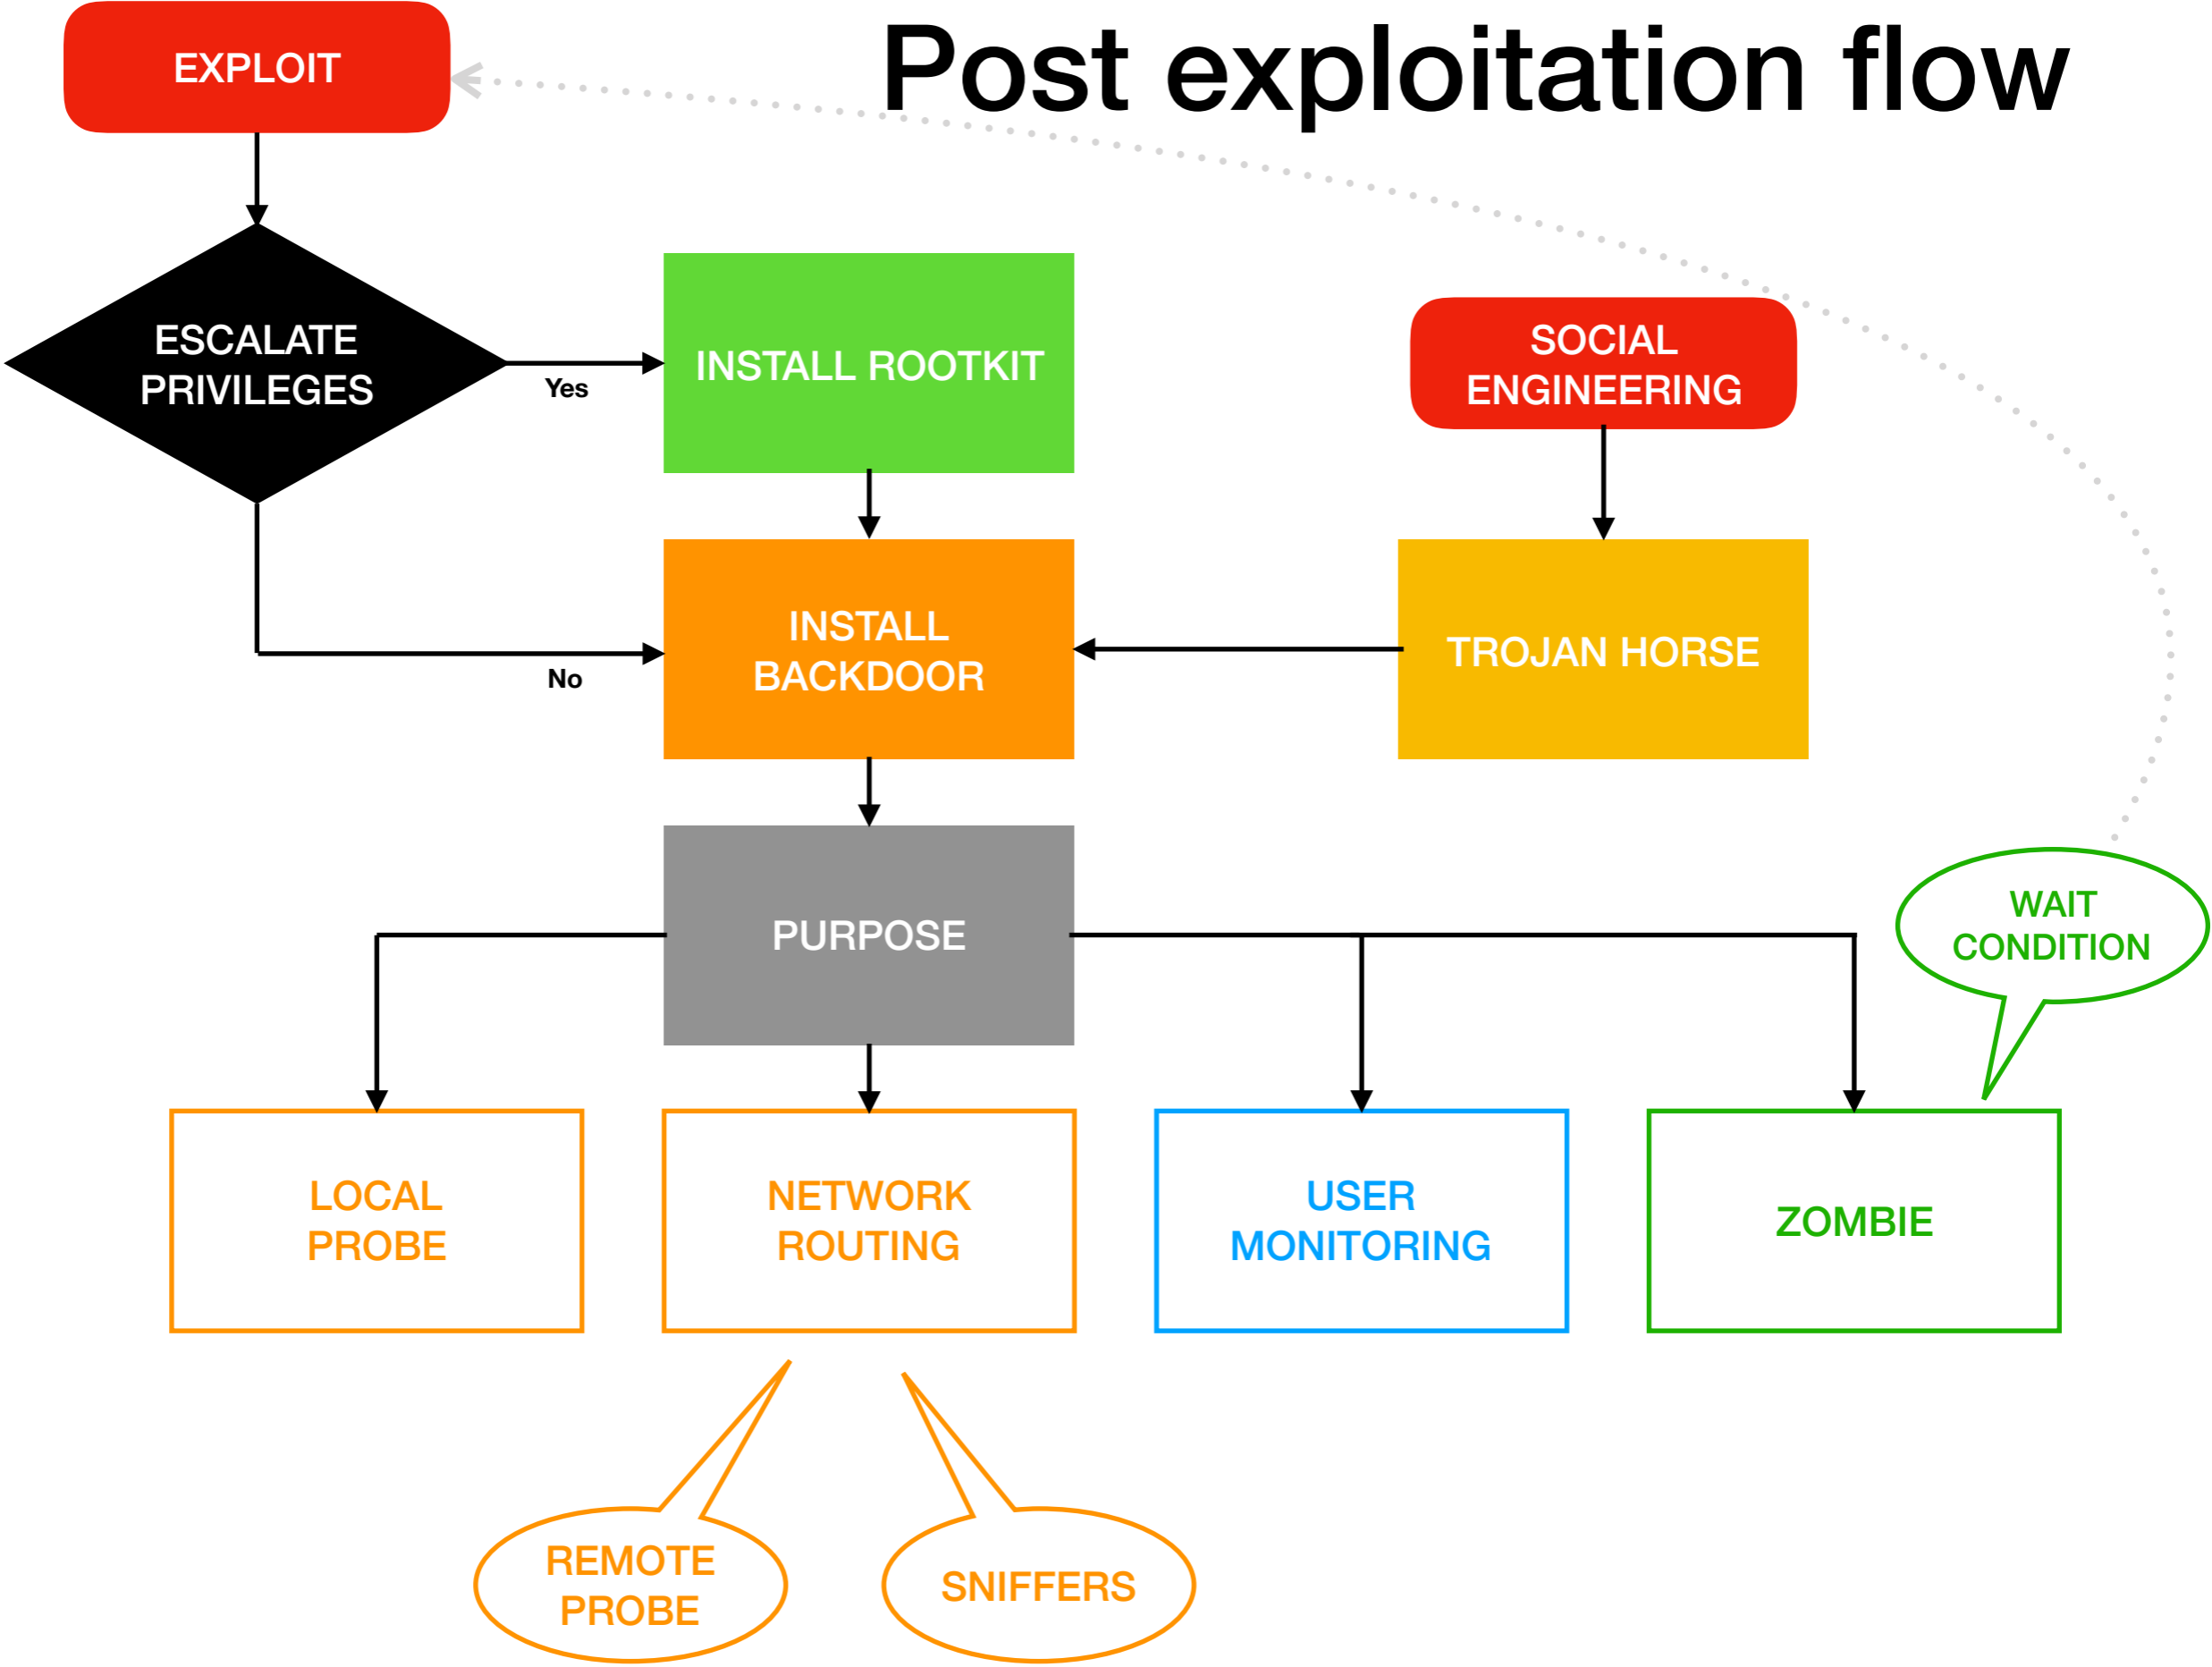 Post exploitation flow
EXPLOIT
ESCALATE
PRIVILEGES
Yes
No
INSTALL ROOTKIT
SOCIAL
ENGINEERING
INSTALL
BACKDOOR
TROJAN HORSE
PURPOSE
WAIT
CONDITION
LOCAL
PROBE
NETWORK
ROUTING
USER
MONITORING
ZOMBIE
REMOTE
PROBE
SNIFFERS